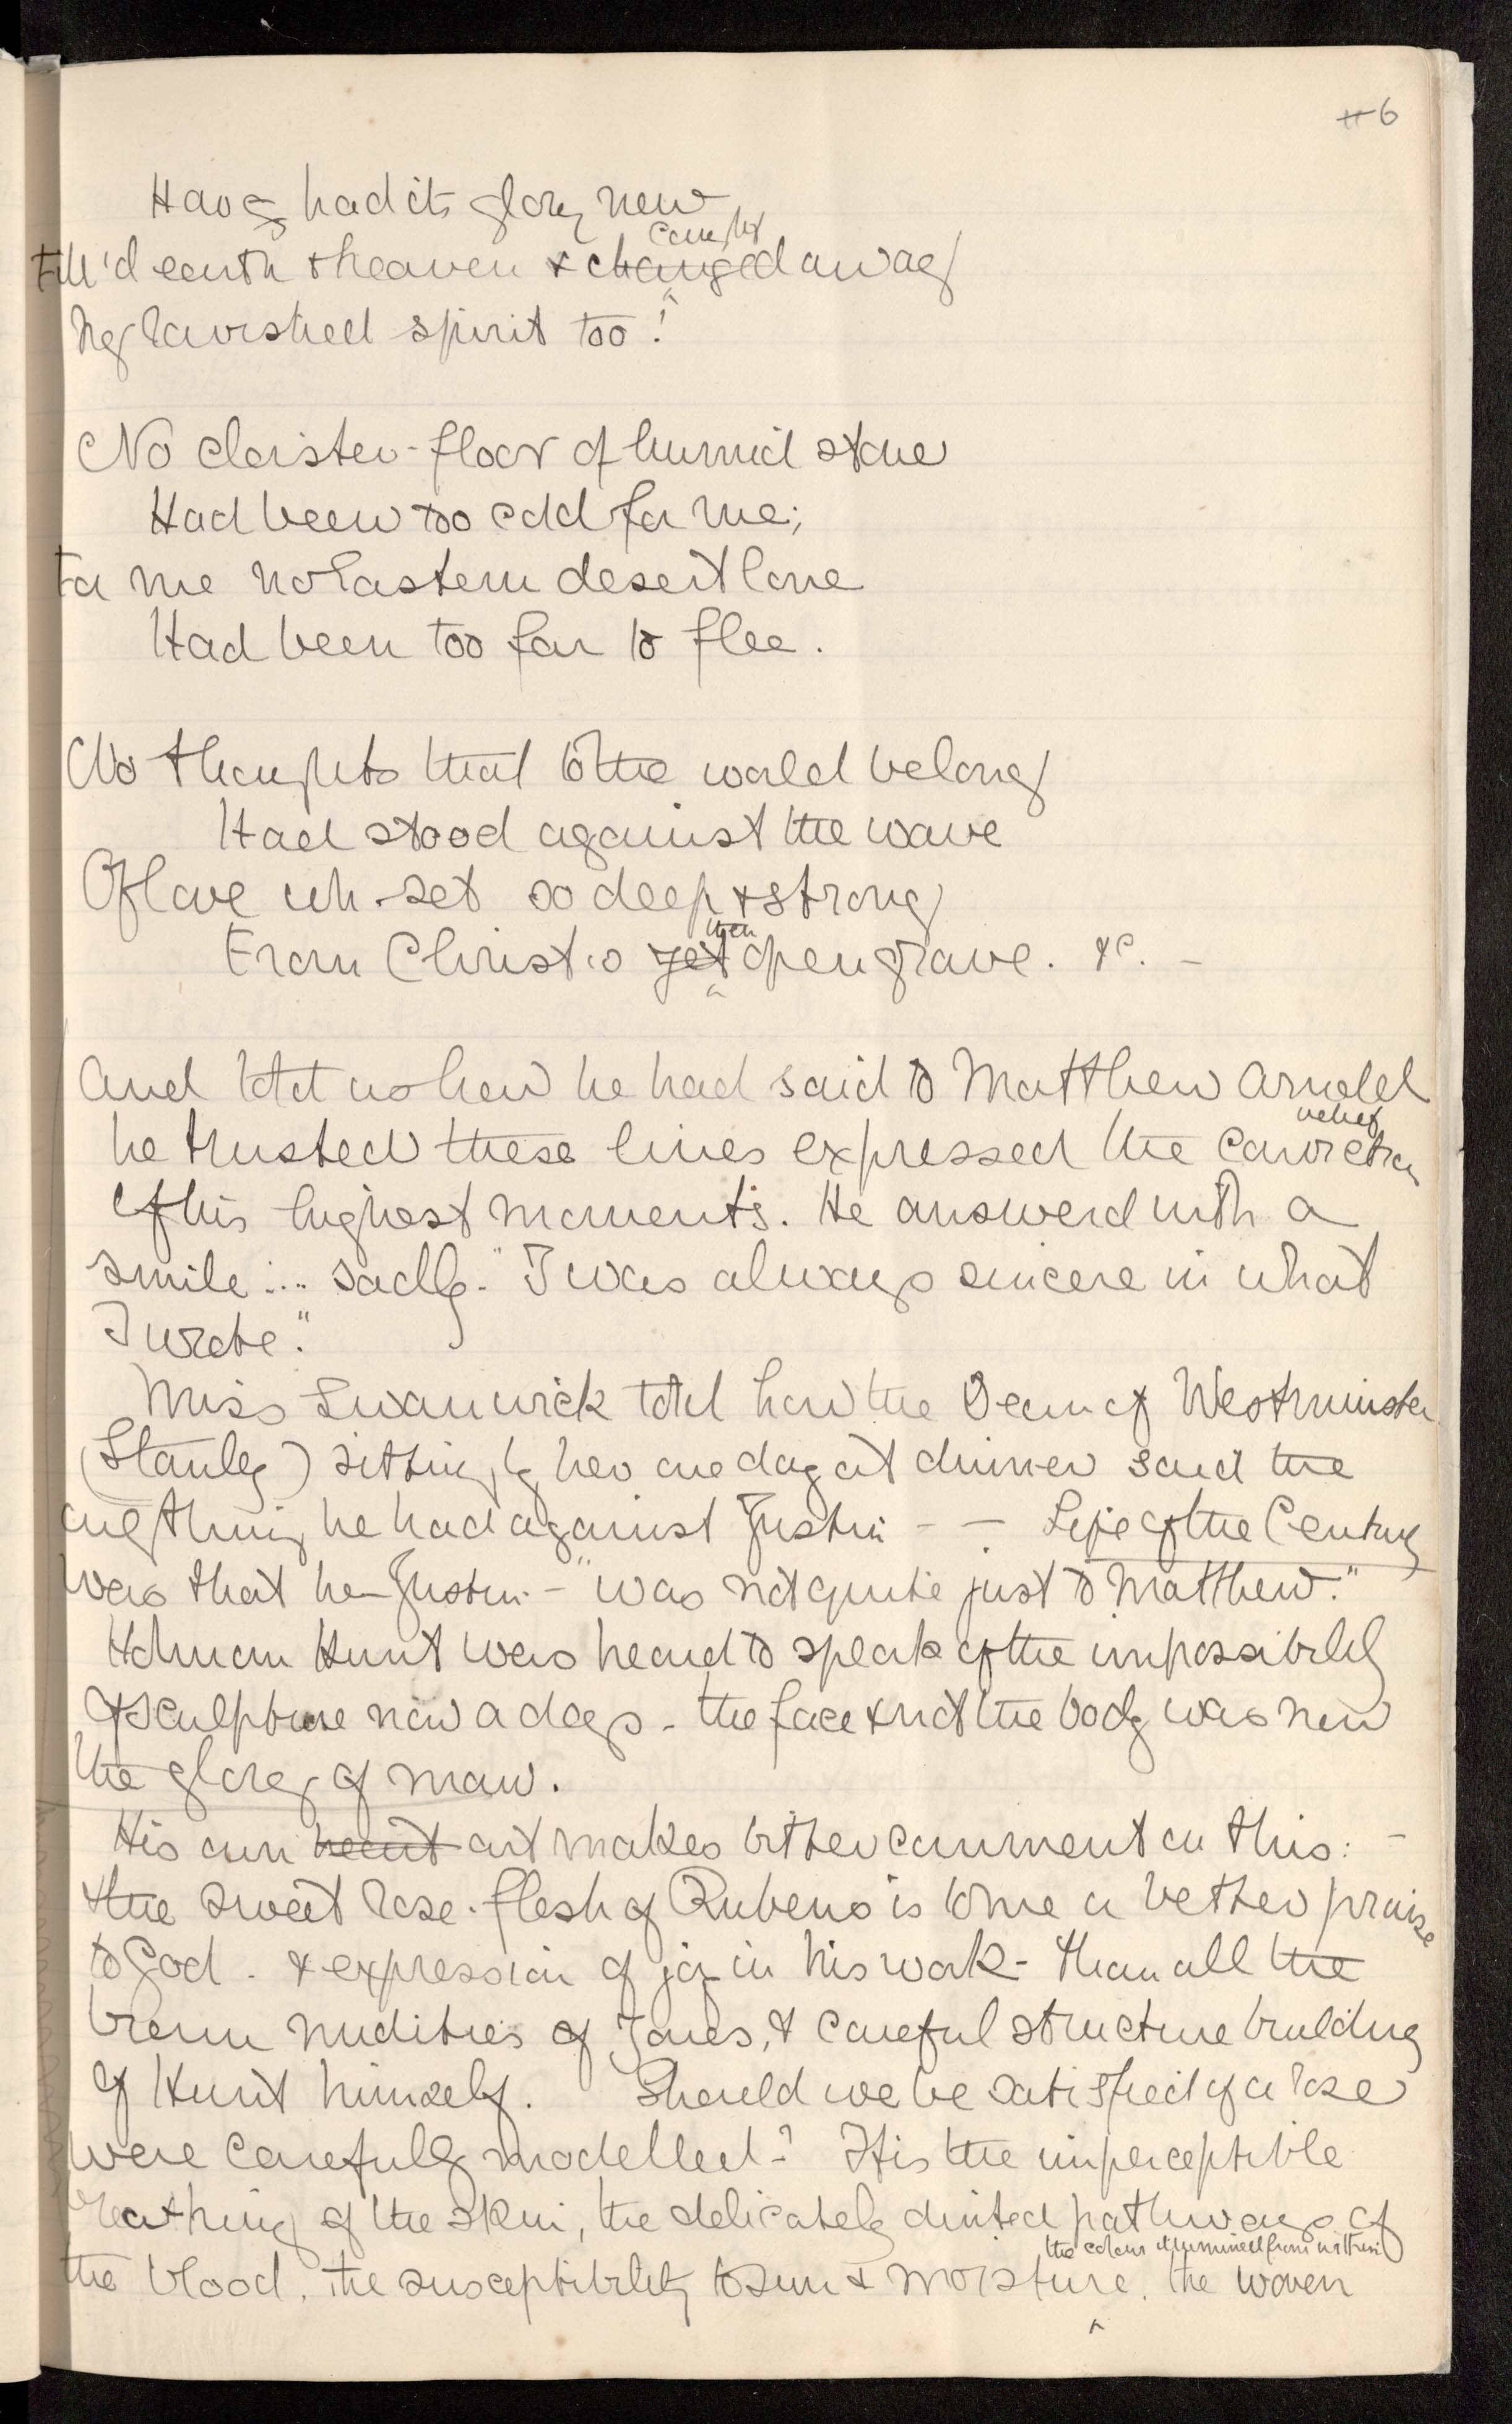 6
Have had its glory new
Fill'd earth & heaven & changed caught away
My ravished spirit too!
No cloister-floor of humid stone
Had been too cold for me;
For me no Eastern desert lone
Had been too far to flee.
No thoughts that to the world belong
Had stood against the wave
Of love wh. set so deep & strong
From Christ's yet then open grave. &c. –
And told us how he had said to Matthew Arnold
he trusted these lines expressed the conviction belief
of his highest moments. He answerd with a
smile ... sadly - "I was always sincere in what
I wrote."
Miss Swanwick told how the Dean of Westminster
(Stanley) sitting by her one day at dinner said the
only thing he had against Justin - - Life of the Century
was that he - Justin - "was not quite just to Matthew."
Holman Hunt was heard to speak of the impossibility
of sculpture now a days - the face & not the body was now
the glory of man.
His own heart art makes bitter comment on this: –
the sweet rose-flesh of Rubens is to me a better praise
to God - & expression of joy in his work - than all the
brown nudities of Jones, & careful structure building
of Hunt himself. Should we be satisfied if a rose
were carefully modelled? It is the imperceptible
breathing of the skin, the delicately pathways of
the colour illumined from within
the blood, the susceptibility to sun & moisture, the woven